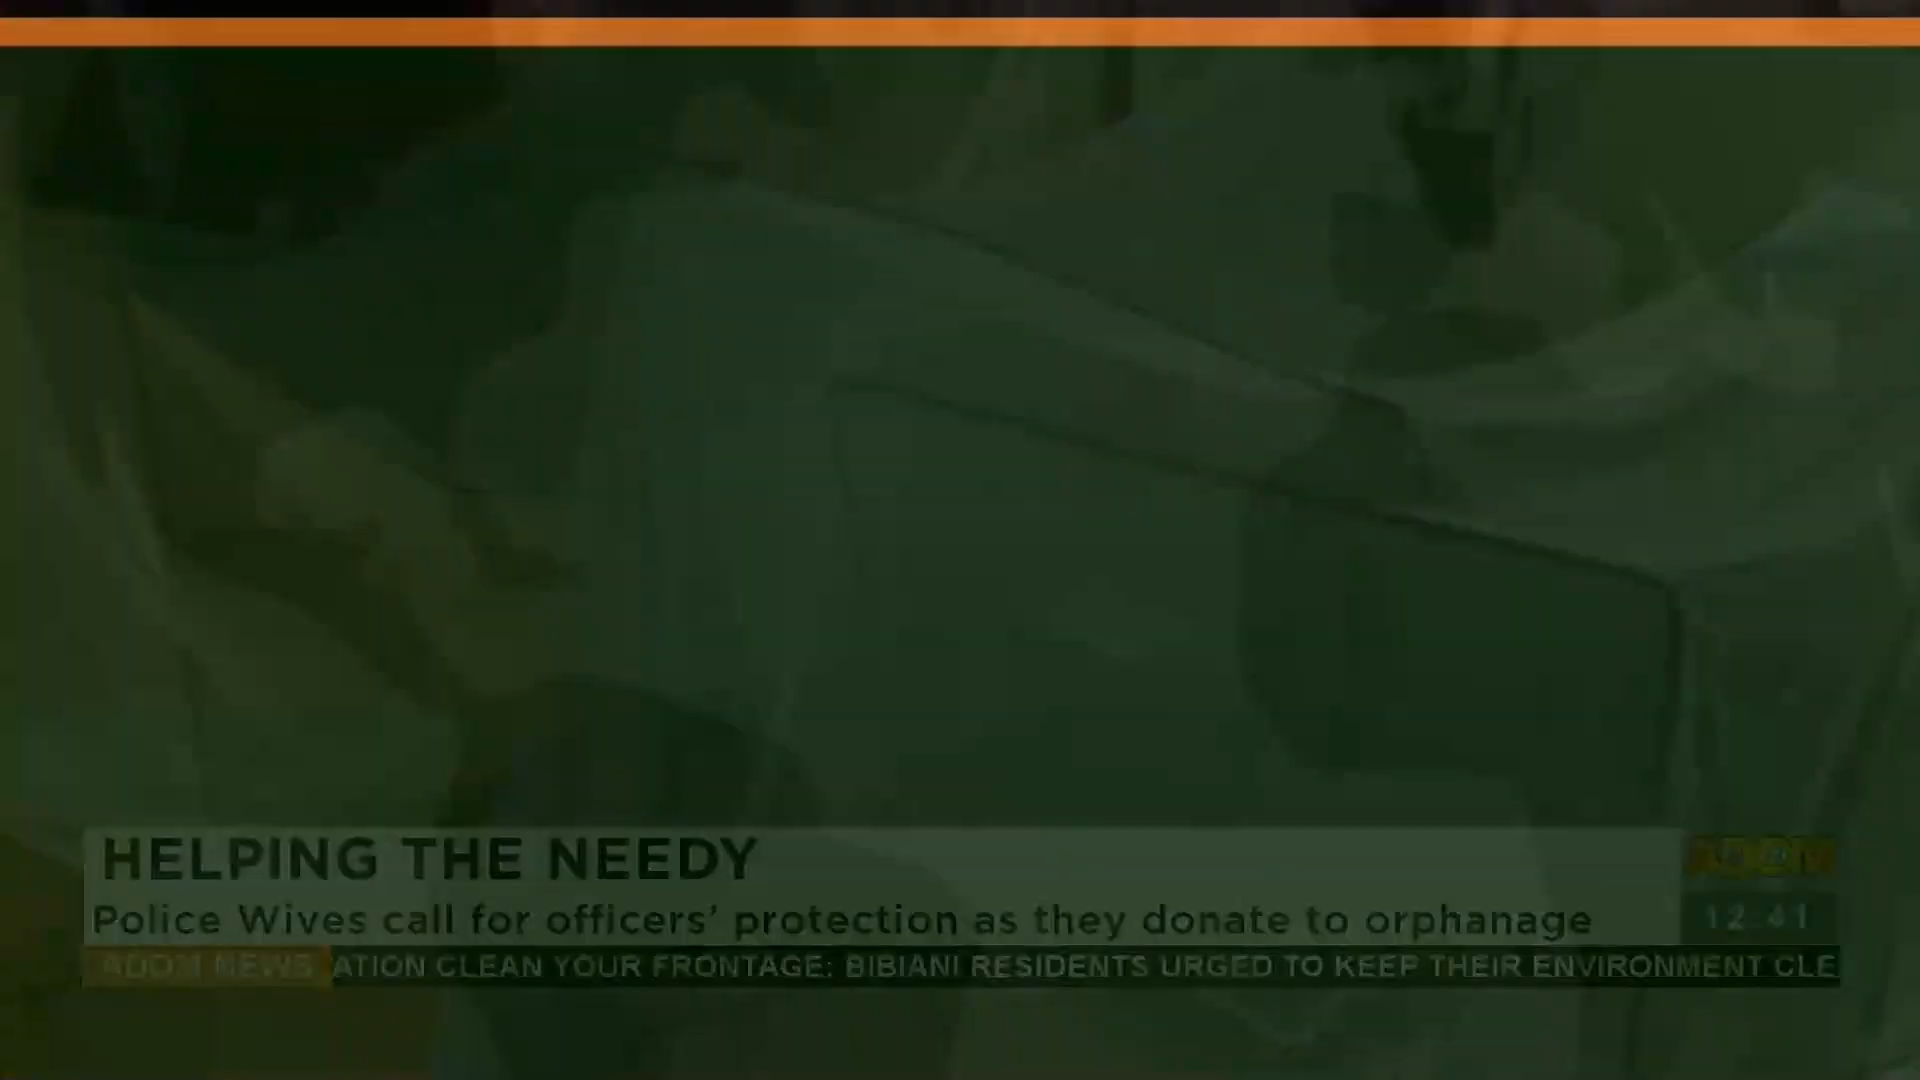 HELPING THE NEEDY
Police Wives call for officers' protection as they donate to orphanage
ADOM
12:41
ADOM NEWS
ATION CLEAN YOUR FRONTAGE: BIBIANI RESIDENTS URGED TO KEEP THEIR ENVIRONMENT CLE